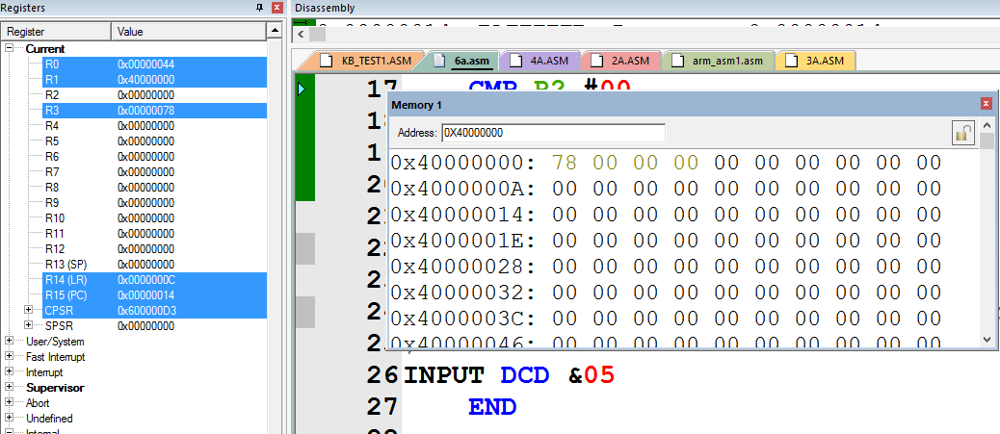 Registers
Register Value
Current
R0 0x00000044
R1 0x40000000
R2 0x00000000
R3 0x00000078
R4 0x00000000
R5 0x00000000
R6 0x00000000
R7 0x00000000
R8 0x00000000
R9 0x00000000
R10 0x00000000
R11 0x00000000
R12 0x00000000
R13 (SP) 0x00000000
R14 (LR) 0x0000000C
R15 (PC) 0x00000014
CPSR 0x600000D3
SPSR 0x00000000
User/System
Fast Interrupt
Interrupt
Supervisor
Abort
Undefined
Internal
Disassembly
KB_TEST1.ASM 6a.asm 4A.ASM 2A.ASM arm_asm1.asm 3A.ASM
17 CMP R2,#00
Memory 1
Address: 0X40000000
0x40000000: 78 00 00 00 00 00 00 00 00 00
0x4000000A: 00 00 00 00 00 00 00 00 00 00
0x40000014: 00 00 00 00 00 00 00 00 00 00
0x4000001E: 00 00 00 00 00 00 00 00 00 00
0x40000028: 00 00 00 00 00 00 00 00 00 00
0x40000032: 00 00 00 00 00 00 00 00 00 00
0x4000003C: 00 00 00 00 00 00 00 00 00 00
0x40000046: 00 00 00 00 00 00 00 00 00 00
26 INPUT DCD &05
27 END